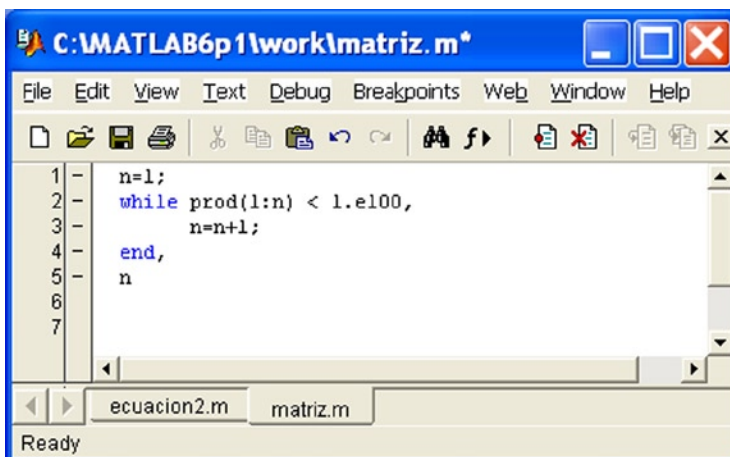 C:\MATLAB6p1\work\matriz.m*
File Edit View Text Debug Breakpoints Web Window Help
1 - n=1;
2 - while prod(1:n) < 1.e100,
3 - n=n+1;
4 - end,
5 - n
6
7
ecuacion2.m matriz.m
Ready